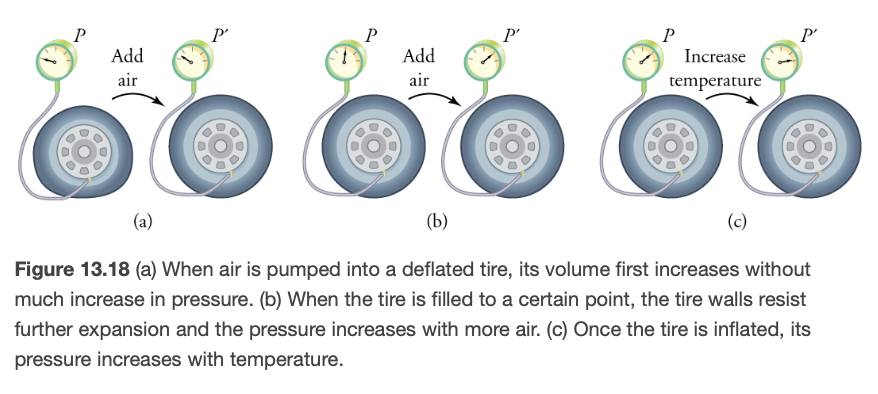 P
Add
air
P′
(a)
P
Add
air
P′
(b)
P
Increase
temperature
P′
(c)
Figure 13.18 (a) When air is pumped into a deflated tire, its volume first increases without
much increase in pressure. (b) When the tire is filled to a certain point, the tire walls resist
further expansion and the pressure increases with more air. (c) Once the tire is inflated, its
pressure increases with temperature.